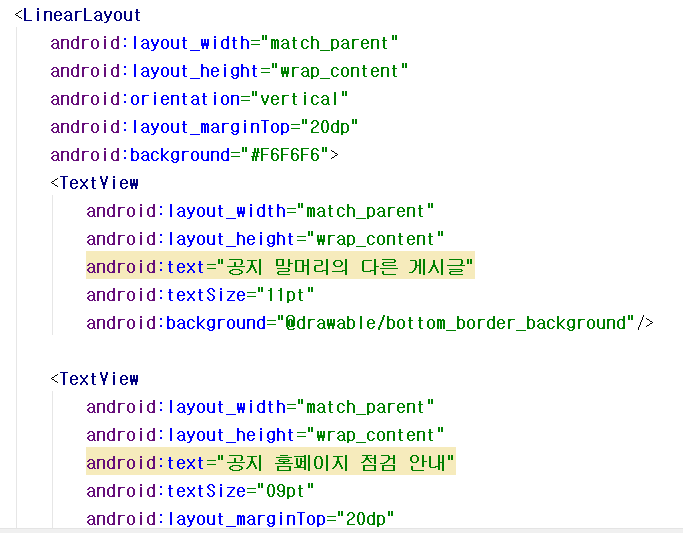 <LinearLayout
android:layout_width="match_parent"
android:layout_height="wrap_content"
android:orientation="vertical"
android:layout_marginTop="20dp"
android:background="#F6F6F6">
<TextView
android:layout_width="match_parent"
android:layout_height="wrap_content"
android:text="공지 말머리의 다른 게시글"
android:textSize="11pt"
android:background="@drawable/bottom_border_background"/>
<TextView
android:layout_width="match_parent"
android:layout_height="wrap_content"
android:text="공지 홈페이지 점검 안내"
android:textSize="09pt"
android:layout_marginTop="20dp"